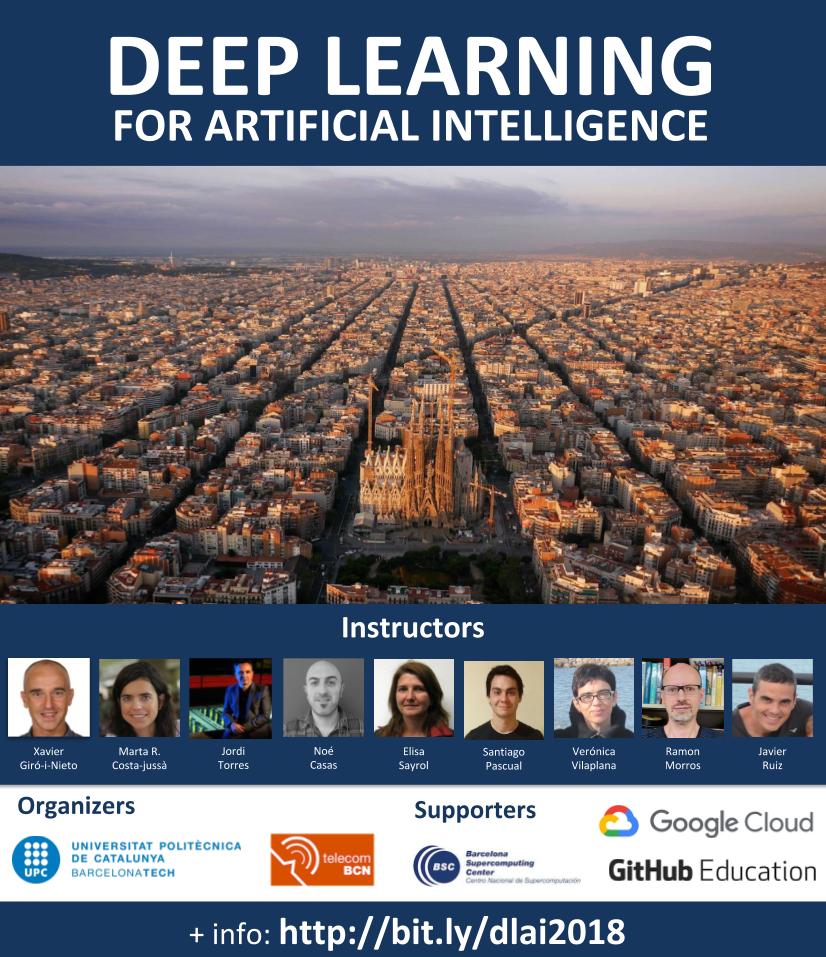 DEEP LEARNING
FOR ARTIFICIAL INTELLIGENCE
Instructors
Xavier
Giró-i-Nieto
Marta R.
Costa-jussà
Jordi
Torres
Noé
Casas
Elisa
Sayrol
Santiago
Pascual
Verónica
Vilaplana
Ramon
Morros
Javier
Ruiz
Organizers
UPC
UNIVERSITAT POLITÈCNICA
DE CATALUNYA
BARCELONATECH
telecom
BCN
Supporters
BSC
Barcelona
Supercomputing
Center
Centro Nacional de Supercomputación
Google Cloud
GitHub Education
+ info: http://bit.ly/dlai2018